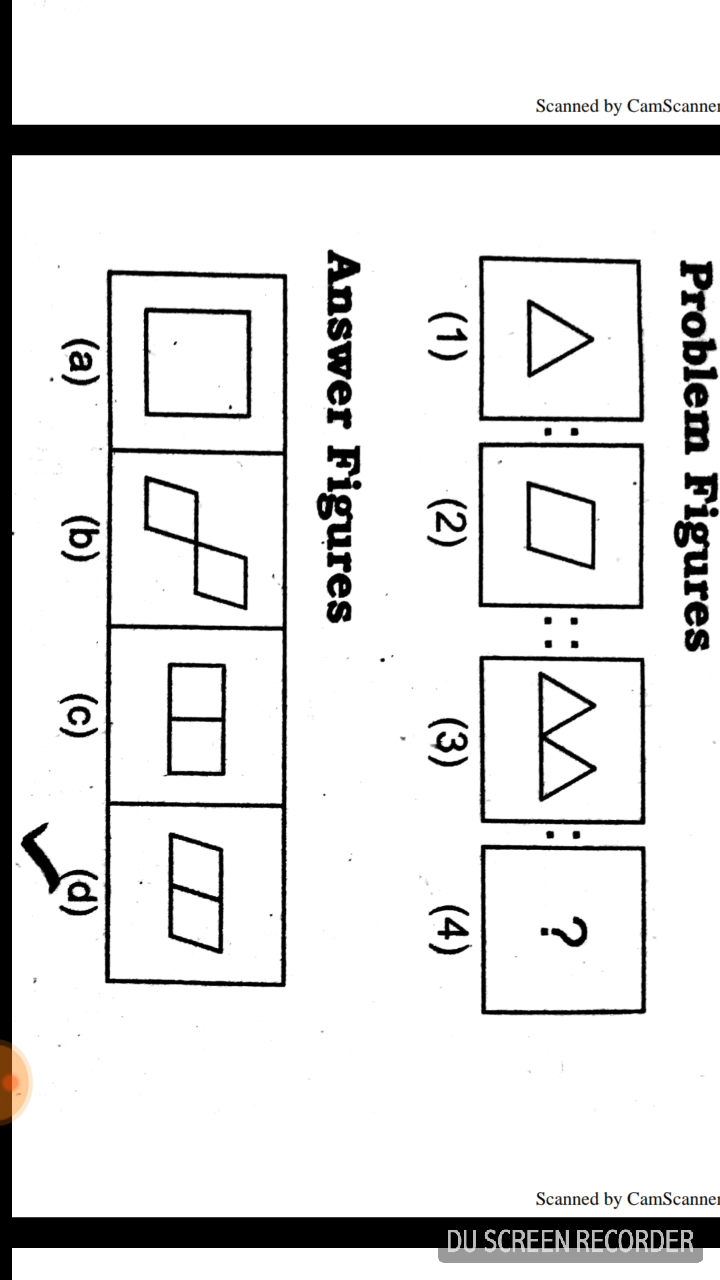 Scanned by CamScanner
Problem Figures
: :: :
?
(1) (2) (3) (4)
Answer Figures
(a) (b) (c) (d)
Scanned by CamScanner
DU SCREEN RECORDER